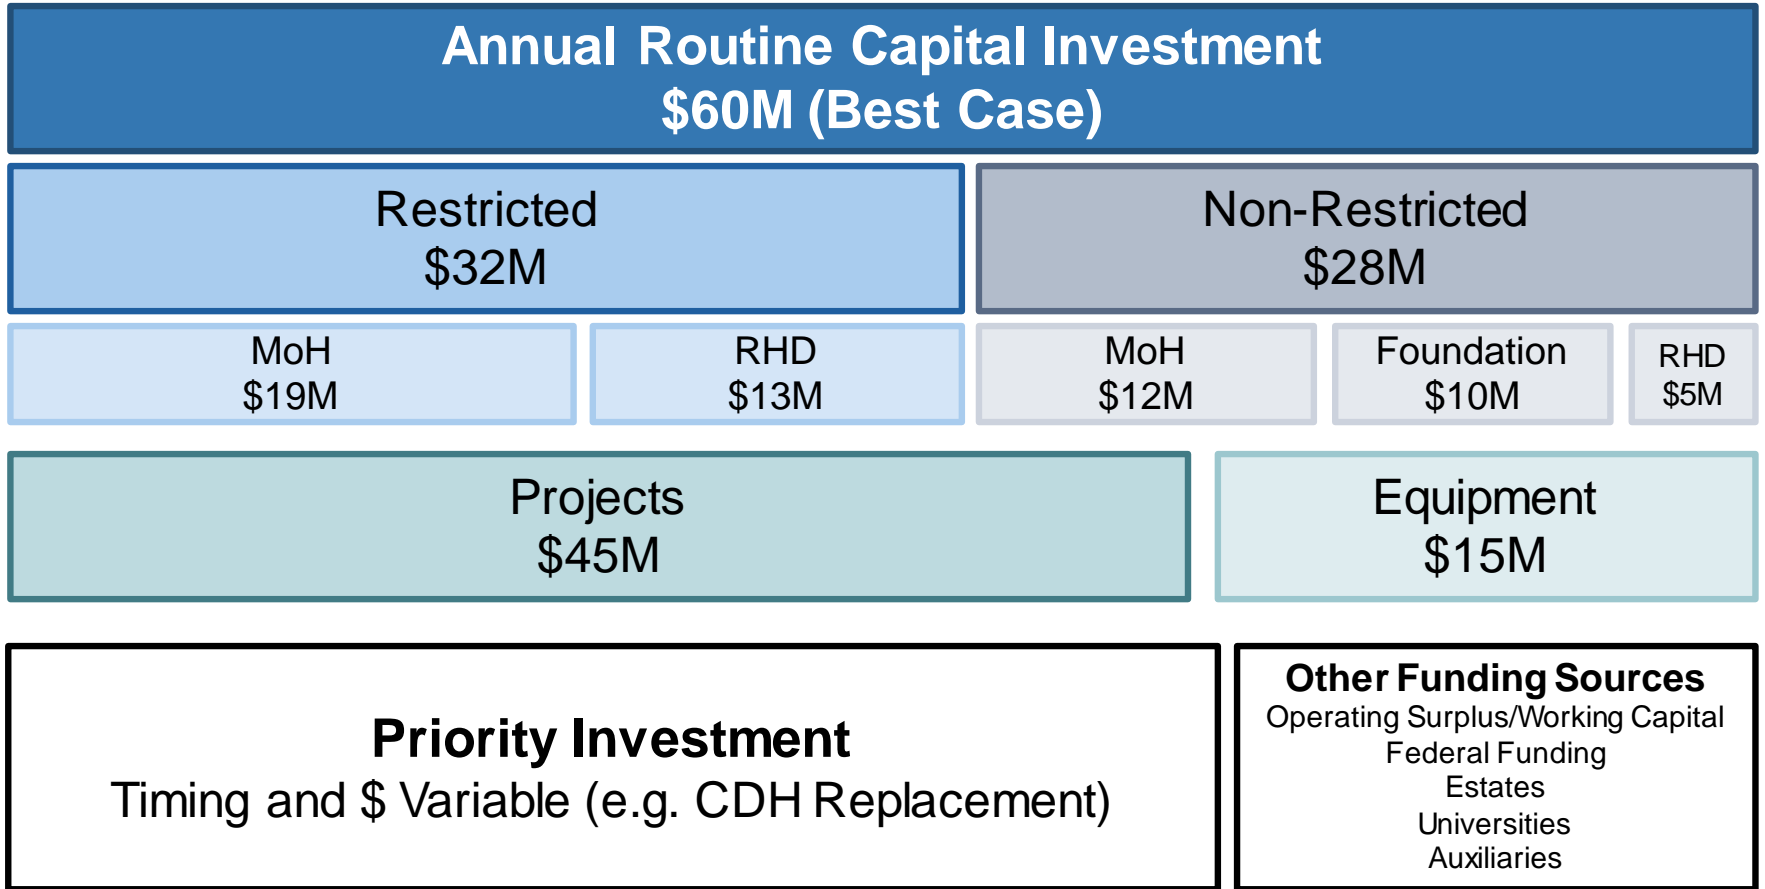 Annual Routine Capital Investment
$60M (Best Case)
Restricted
$32M
Non-Restricted
$28M
MoH
$19M
RHD
$13M
MoH
$12M
Foundation
$10M
RHD
$5M
Projects
$45M
Equipment
$15M
Priority Investment
Timing and $ Variable (e.g. CDH Replacement)
Other Funding Sources
Operating Surplus/Working Capital
Federal Funding
Estates
Universities
Auxiliaries